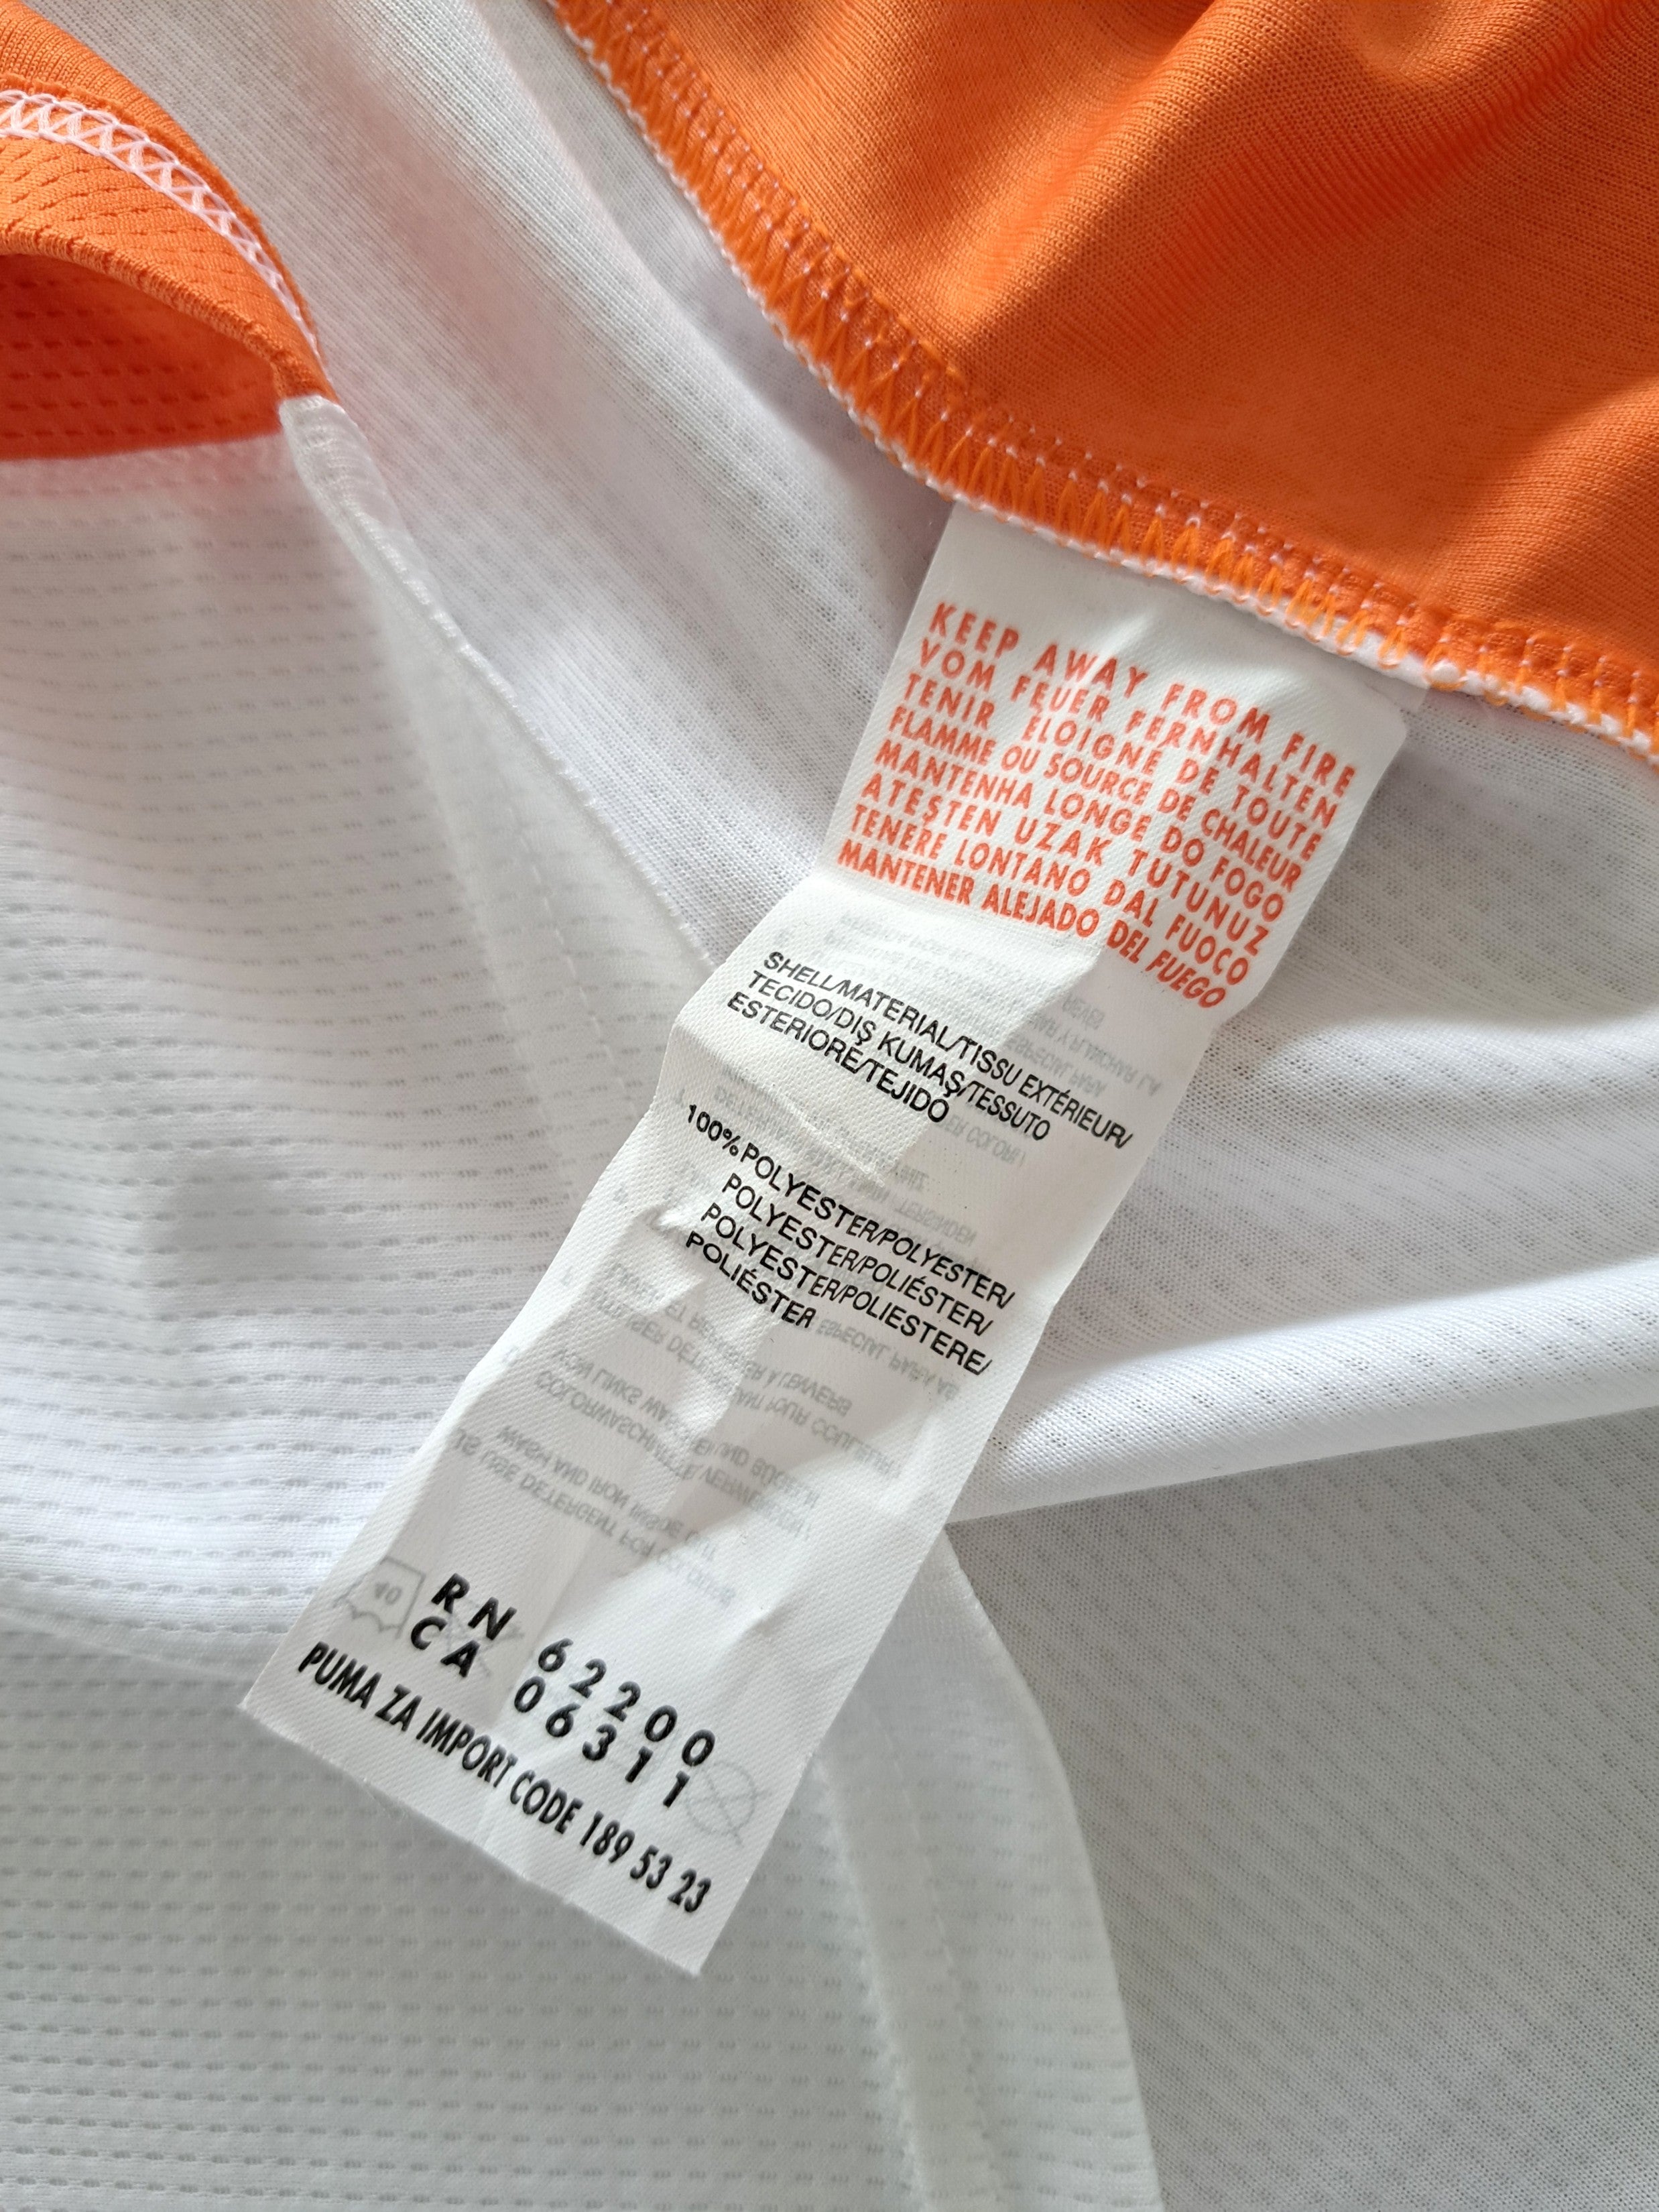 KEEP AWAY FROM FIRE
VOM FEUER FERNHALTEN
TENIR ÉLOIGNÉ DE TOUTE
FLAMME OU SOURCE DE CHALEUR
MANTENHA LONGE DO FOGO
ATEŞTEN UZAK TUTUNUZ
TENERE LONTANO DAL FUOCO
MANTENER ALEJADO DEL FUEGO
SHELL/MATERIAL/TISSU EXTÉRIEUR/
TECIDO/DIŞ KUMAŞ/TESSUTO
ESTERIORE/TEJIDO
100%POLYESTER/POLYESTER/
POLYESTER/POLIÉSTER/
POLYESTER/POLIESTERE/
POLIÉSTER
RN 62200
CA 06311
PUMA ZA IMPORT CODE 189 53 23
40